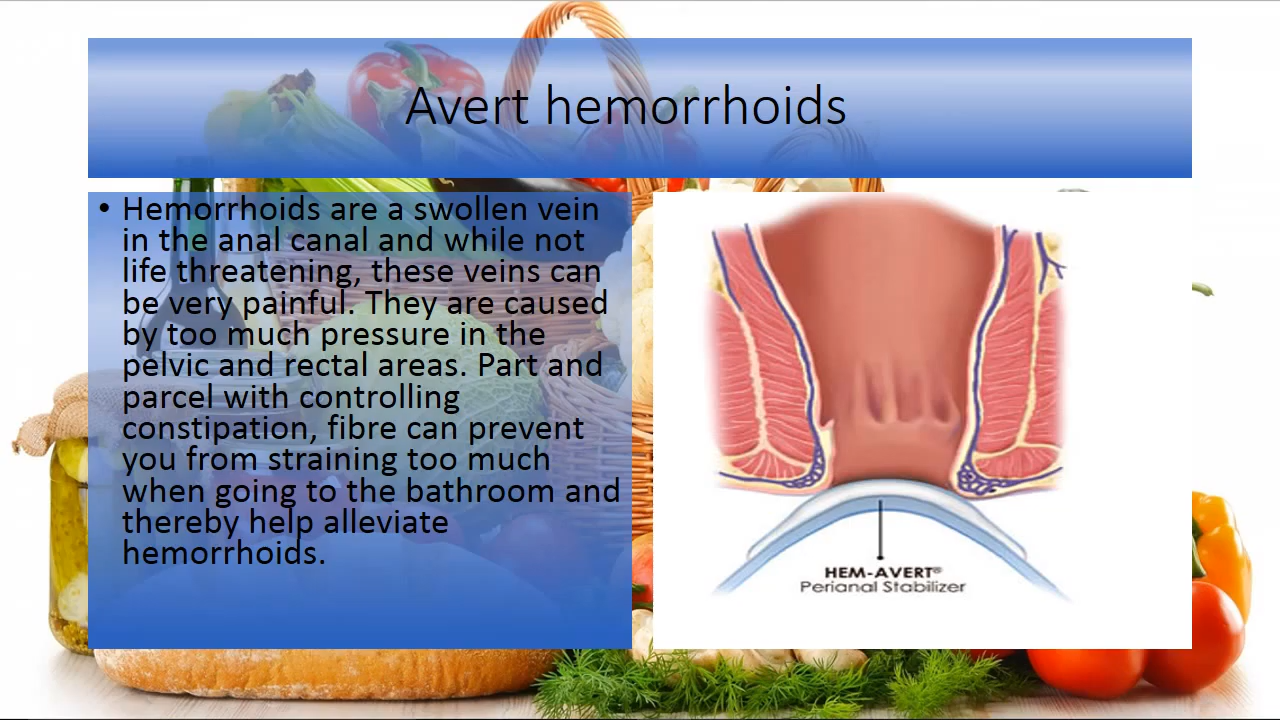 Avert hemorrhoids
• Hemorrhoids are a swollen vein
in the anal canal and while not
life threatening, these veins can
be very painful. They are caused
by too much pressure in the
pelvic and rectal areas. Part and
parcel with controlling
constipation, fibre can prevent
you from straining too much
when going to the bathroom and
thereby help alleviate
hemorrhoids.
HEM-AVERT®
Perianal Stabilizer